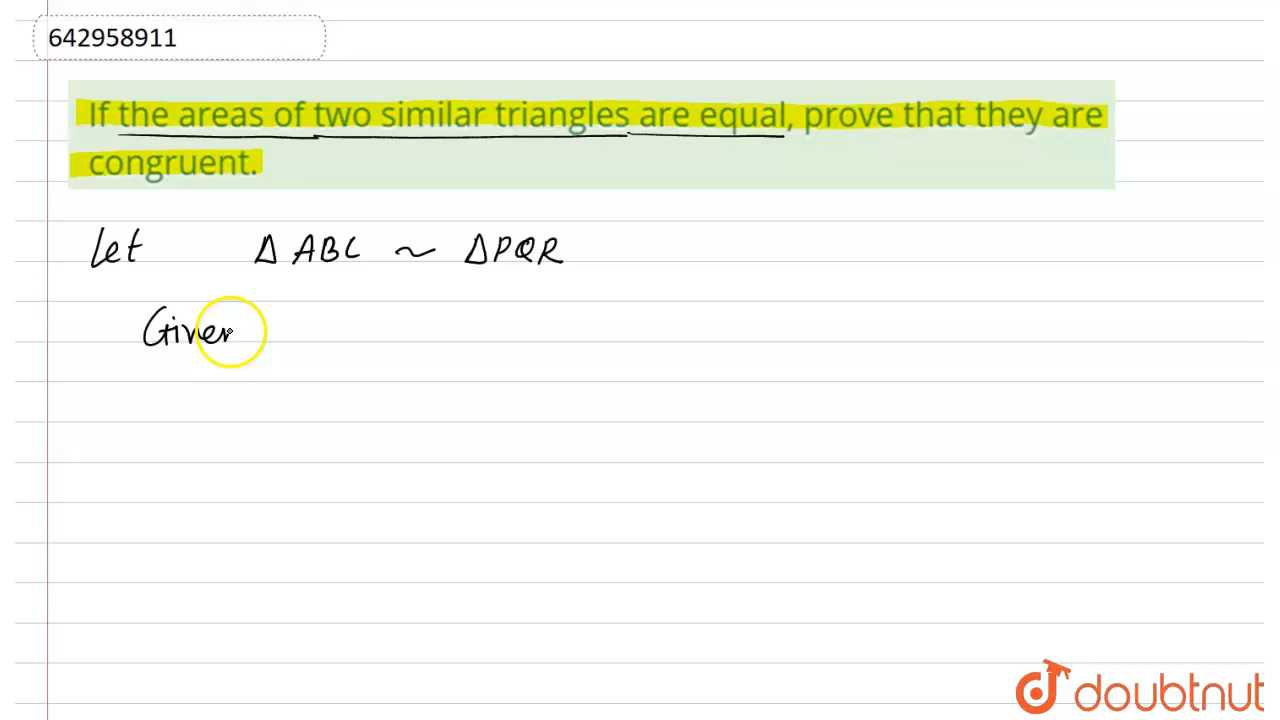 642958911
If the areas of two similar triangles are equal, prove that they are
congruent.
Let Δ ABC ~ ΔPQR
Given
doubtnut